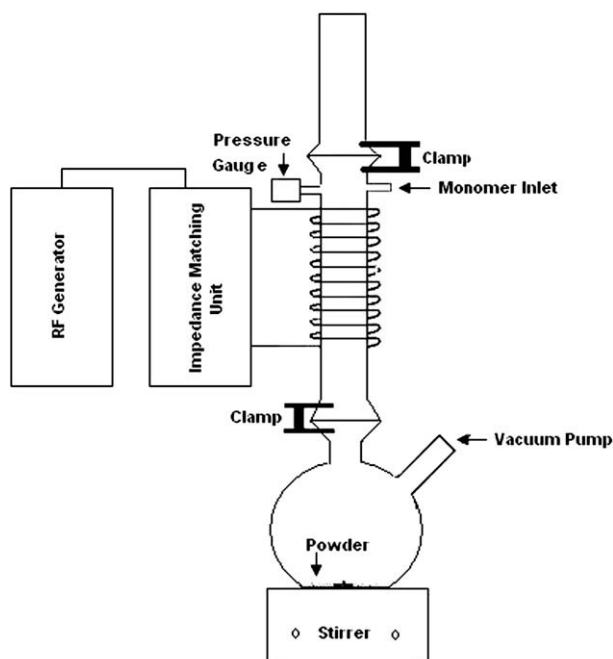 Pressure
Gauge
Clamp
Monomer Inlet
RF Generator
Impedance Matching
Unit
Clamp
Vacuum Pump
Powder
Stirrer